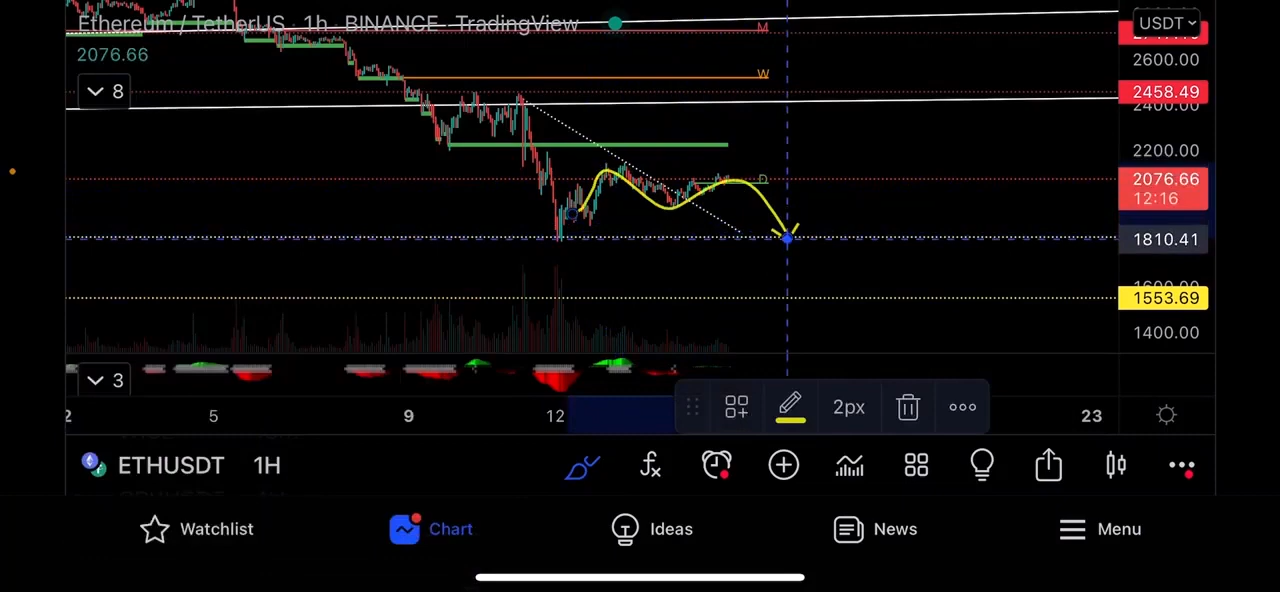 Ethereum / TetherUS · 1h · BINANCE · TradingView
USDT
M
2076.66
2600.00
W
8
2458.49
2400.00
2200.00
D
2076.66
12:16
1810.41
1553.69
1400.00
3
2
5
9
12
2px
23
ETHUSDT 1H
fx
Watchlist
Chart
Ideas
News
Menu